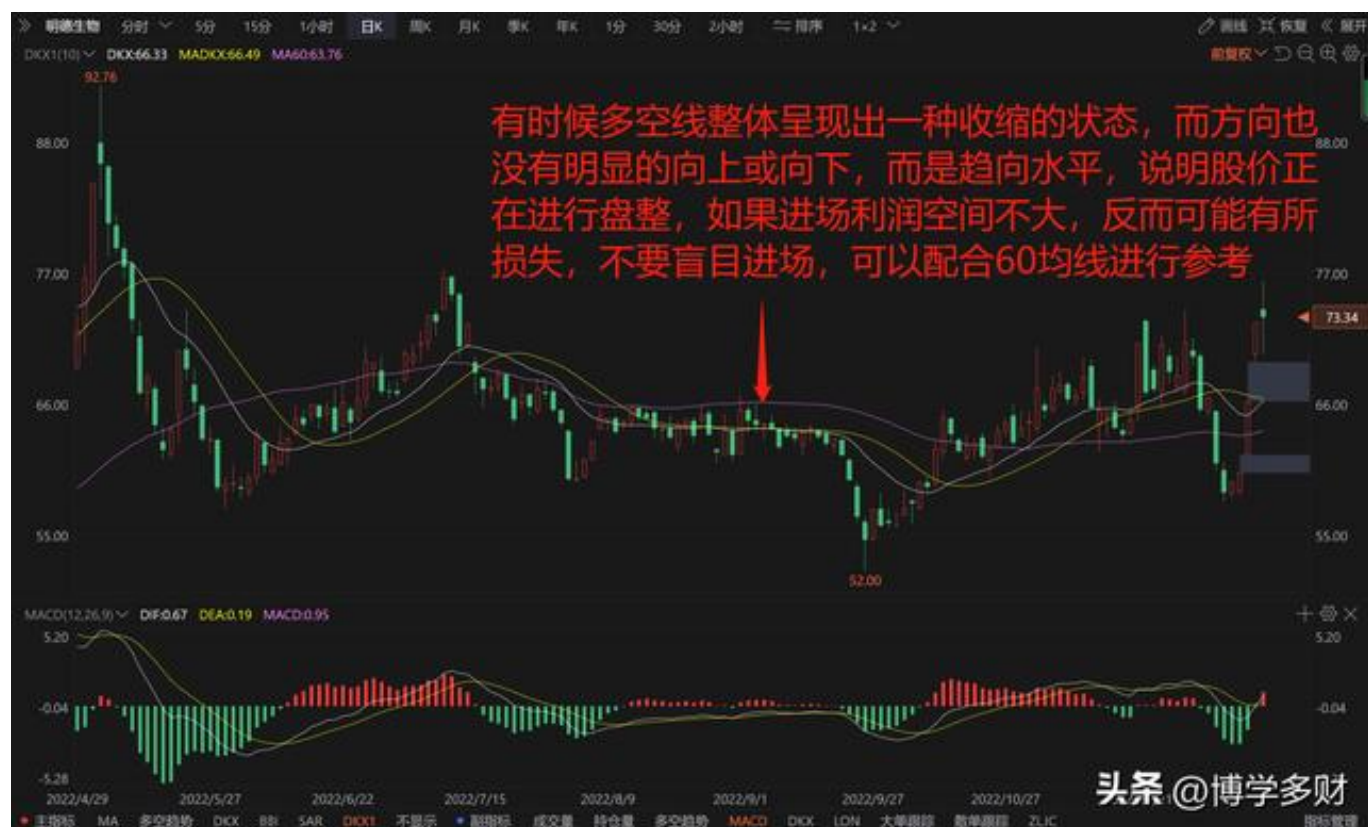 明德生物 分时 5分 15分 1小时 日K 周K 月K 季K 年K 1分 30分 2小时 排序 1×2 画线 恢复 展开
DKX1(10) DKX:66.33 MADKX:66.49 MA60:63.76 前复权
92.76
有时候多空线整体呈现出一种收缩的状态，而方向也
88.00 88.00
没有明显的向上或向下，而是趋向水平，说明股价正
在进行盘整，如果进场利润空间不大，反而可能有所
损失，不要盲目进场，可以配合60均线进行参考
77.00 77.00
73.34
66.00 66.00
55.00 55.00
52.00
MACD(12,26,9) DIF:0.67 DEA:0.19 MACD:0.95
5.20 5.20
-0.04 -0.04
-5.28
2022/4/29 2022/5/27 2022/6/22 2022/7/15 2022/8/9 2022/9/1 2022/9/27 2022/10/27
头条 @博学多财
主指标 MA 多空趋势 DKX BBI SAR DKX1 不显示 副指标 成交量 持仓量 多空趋势 MACD DKX LON 大单跟踪 散单跟踪 ZLJC 指标管理